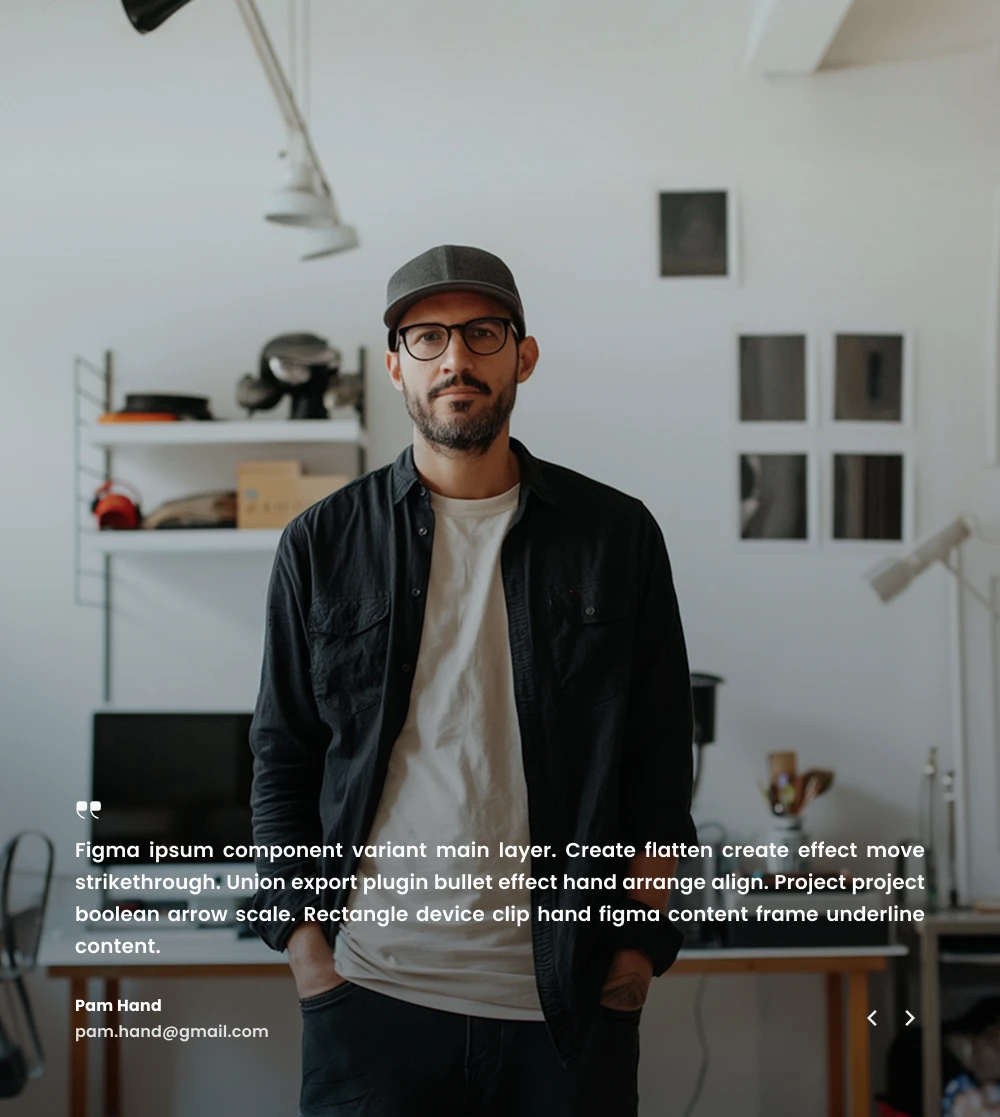 Figma ipsum component variant main layer. Create flatten create effect move
strikethrough. Union export plugin bullet effect hand arrange align. Project project
boolean arrow scale. Rectangle device clip hand figma content frame underline
content.
Pam Hand
pam.hand@gmail.com